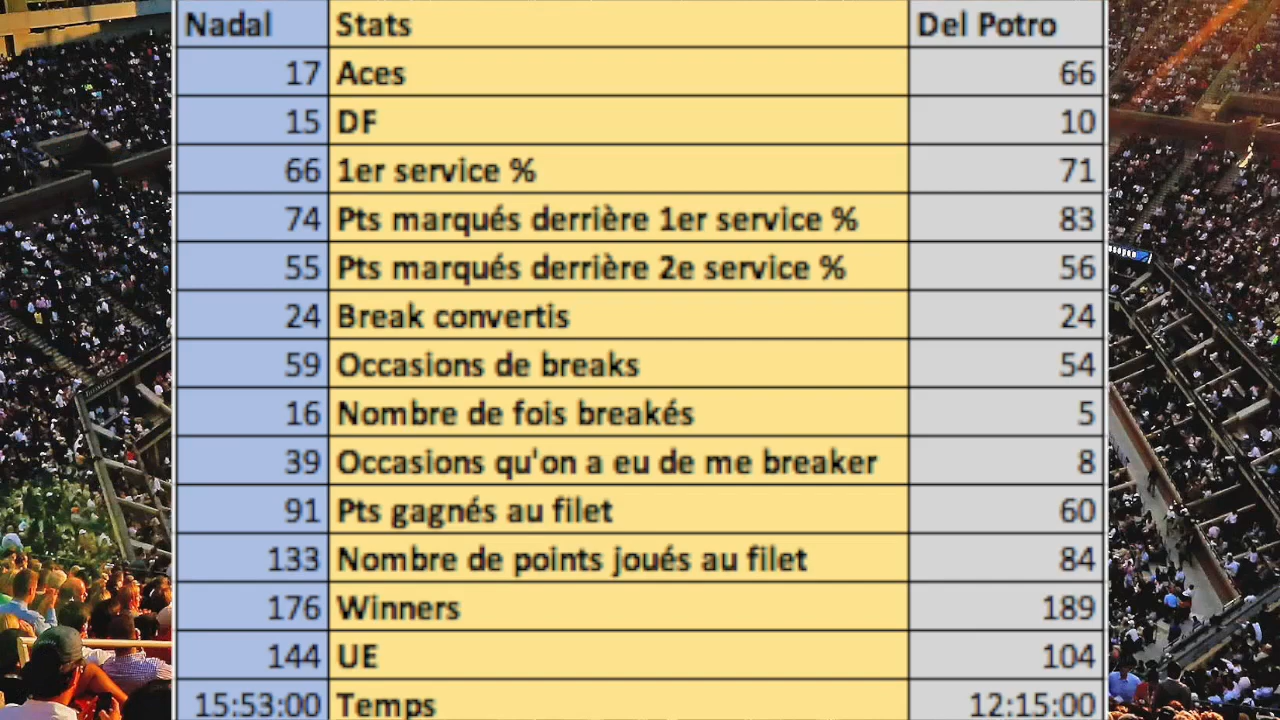 Nadal Stats Del Potro
17 Aces 66
15 DF 10
66 1er service % 71
74 Pts marqués derrière 1er service % 83
55 Pts marqués derrière 2e service % 56
24 Break convertis 24
59 Occasions de breaks 54
16 Nombre de fois breakés 5
39 Occasions qu'on a eu de me breaker 8
91 Pts gagnés au filet 60
133 Nombre de points joués au filet 84
176 Winners 189
144 UE 104
15:53:00 Temps 12:15:00